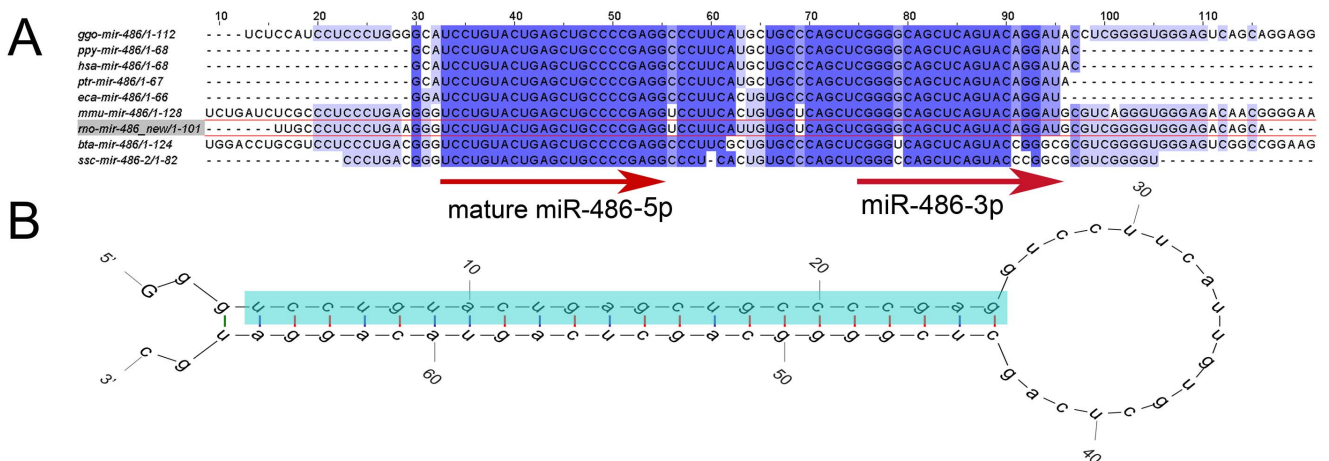 A
10 20 30 40 50 60 70 80 90 100 110
ggo-mir-486/1-112 ----UCUCCAUCCUCCCUGGGGCAUCCUGUACUGAGCUGCCCCGAGGCCCUUCAUGCUGCCCAGCUCGGGGCAGCUCAGUACAGGAUACCUCGGGGUGGGAGUCAGCAGGAGG
ppy-mir-486/1-68 ---------------------GCAUCCUGUACUGAGCUGCCCCGAGGCCCUUCAUGCUGCCCAGCUCGGGGCAGCUCAGUACAGGAUAC------------------------
hsa-mir-486/1-68 ---------------------GCAUCCUGUACUGAGCUGCCCCGAGGCCCUUCAUGCUGCCCAGCUCGGGGCAGCUCAGUACAGGAUAC------------------------
ptr-mir-486/1-67 ---------------------GCAUCCUGUACUGAGCUGCCCCGAGGCCCUUCAUGCUGCCCAGCUCGGGGCAGCUCAGUACAGGAUA-------------------------
eca-mir-486/1-66 ---------------------GGAUCCUGUACUGAGCUGCCCCGAGGCCCUUCACUGUGCCCAGCUCGGGGCAGCUCAGUACAGGAU--------------------------
mmu-mir-486/1-128 UCUGAUCUCGCCCUCCCUGAGGGGUCCUGUACUGAGCUGCCCCGAGGUCCUUCACUGUGCUCAGCUCGGGGCAGCUCAGUACAGGAUGCGUCAGGGUGGGAGACAACGGGGAA
rno-mir-486_new/1-101 -------UUGCCCUCCCUGAAGGGUCCUGUACUGAGCUGCCCCGAGGUCCUUCAUUGUGCUCAGCUCGGGGCAGCUCAGUACAGGAUGCGUCGGGGUGGGAGACAGCA-----
bta-mir-486/1-124 UGGACCUGCGUCCUCCCUGACGGGUCCUGUACUGAGCUGCCCCGAGGCCCUUCGCUGUGCCCAGCUCGGGUCAGCUCAGUACCGGGCGCGUCGGGGUGGGAGUCGGCCGGAAG
ssc-mir-486-2/1-82 --------------CCCUGACGGGUCCUGUACUGAGCUGCCCCGAGGCCCU-CACUGUGCCCAGCUCGGGCCAGCUCAGUACCCGGCGCGUCGGGGU
mature miR-486-5p miR-486-3p
B
5' 10 20 30
G g g u c c u g u a c u g a g c u g c c c c g a g g u c c u u c a u u g u g c u c a g
c g u a g g a c a u g a c u c g a c g g g g c u c
3' 60 50 40